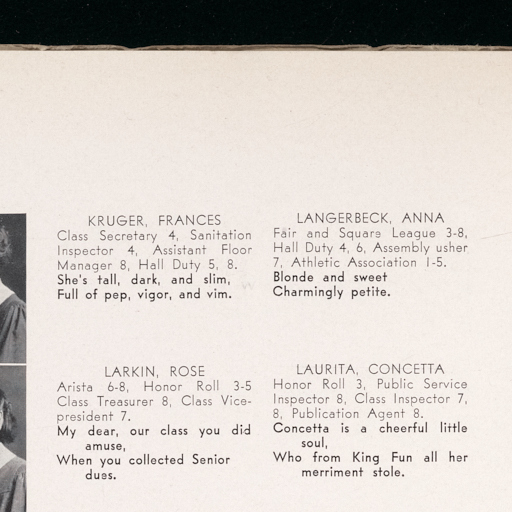 KRUGER, FRANCES
Class Secretary 4, Sanitation
Inspector 4, Assistant Floor
Manager 8, Hall Duty 5, 8.
She's tall, dark, and slim,
Full of pep, vigor, and vim.
LANGERBECK, ANNA
Fair and Square League 3-8,
Hall Duty 4, 6, Assembly usher
7, Athletic Association 1-5.
Blonde and sweet
Charmingly petite.
LARKIN, ROSE
Arista 6-8, Honor Roll 3-5
Class Treasurer 8, Class Vice-
president 7.
My dear, our class you did
amuse,
When you collected Senior
dues.
LAURITA, CONCETTA
Honor Roll 3, Public Service
Inspector 8, Class Inspector 7,
8, Publication Agent 8.
Concetta is a cheerful little
soul,
Who from King Fun all her
merriment stole.